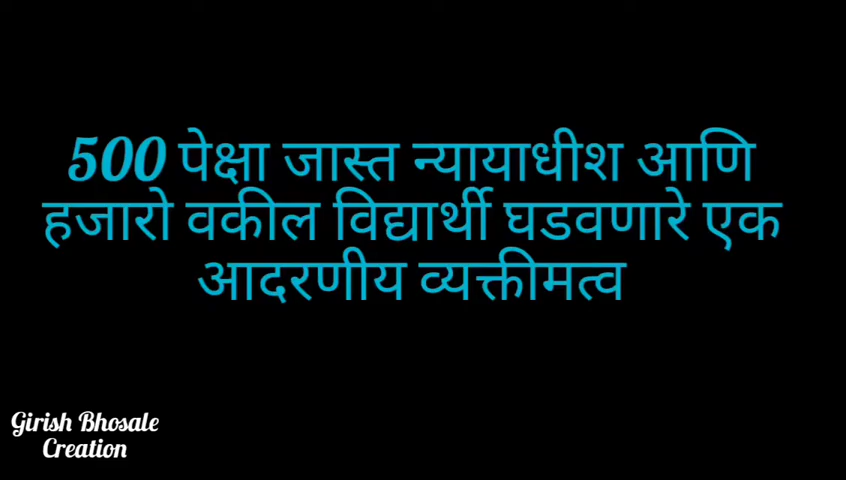 500 पेक्षा जास्त न्यायाधीश आणि
हजारो वकील विद्यार्थी घडवणारे एक
आदरणीय व्यक्तीमत्व
Girish Bhosale
Creation